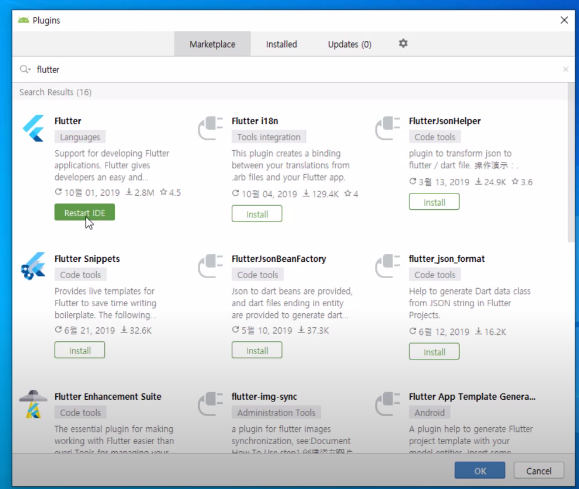 Plugins
Marketplace Installed Updates (0)
flutter
Search Results (16)
Flutter
Languages
Support for developing Flutter
applications. Flutter gives
developers an easy and...
10월 01, 2019 2.8M 4.5
Restart IDE
Flutter i18n
Tools integration
This plugin creates a binding
between your translations from
.arb files and your Flutter app.
10월 04, 2019 129.4K 4
Install
FlutterJsonHelper
Code tools
plugin to transform json to
flutter / dart file. 操作演示 : .
3월 13, 2019 24.9K 3.6
Install
Flutter Snippets
Code tools
Provides live templates for
Flutter to save time writing
boilerplate. The following...
6월 21, 2019 32.6K
Install
FlutterJsonBeanFactory
Code tools
Json to dart beans are provided,
and dart files ending in entity
are provided to generate dart...
5월 10, 2019 37.3K
Install
flutter_json_format
Code tools
Help to generate Dart data class
from JSON string in Flutter
Projects.
6월 12, 2019 16.2K
Install
Flutter Enhancement Suite
Code tools
The essential plugin for making
working with Flutter easier than
ever! Tools for managing your
flutter-img-sync
Administration Tools
a plugin for flutter images
synchronization, see:Document
How To Use step1.
Flutter App Template Genera...
Android
A plugin help to generate Flutter
project template with your
model entities. Insert some
OK Cancel